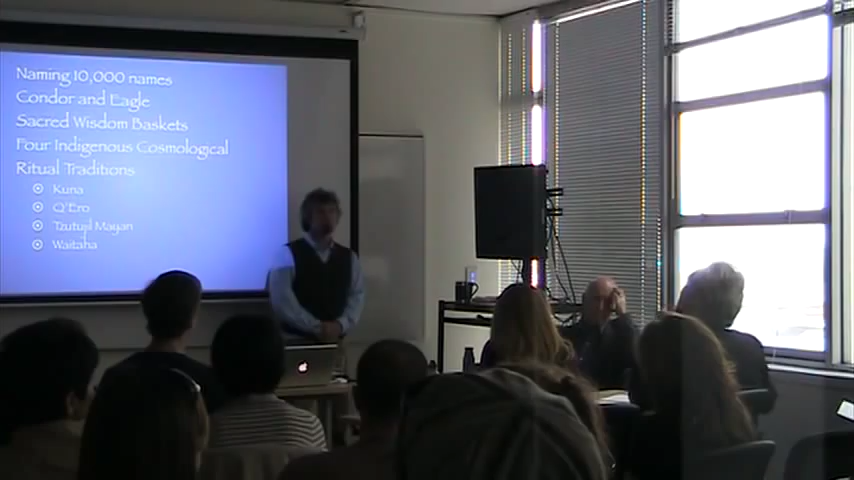 Naming 10,000 names
Condor and Eagle
Sacred Wisdom Baskets
Four Indigenous Cosmological
Ritual Traditions
Kuna
Q'Ero
Tzutujil Mayan
Waitaha